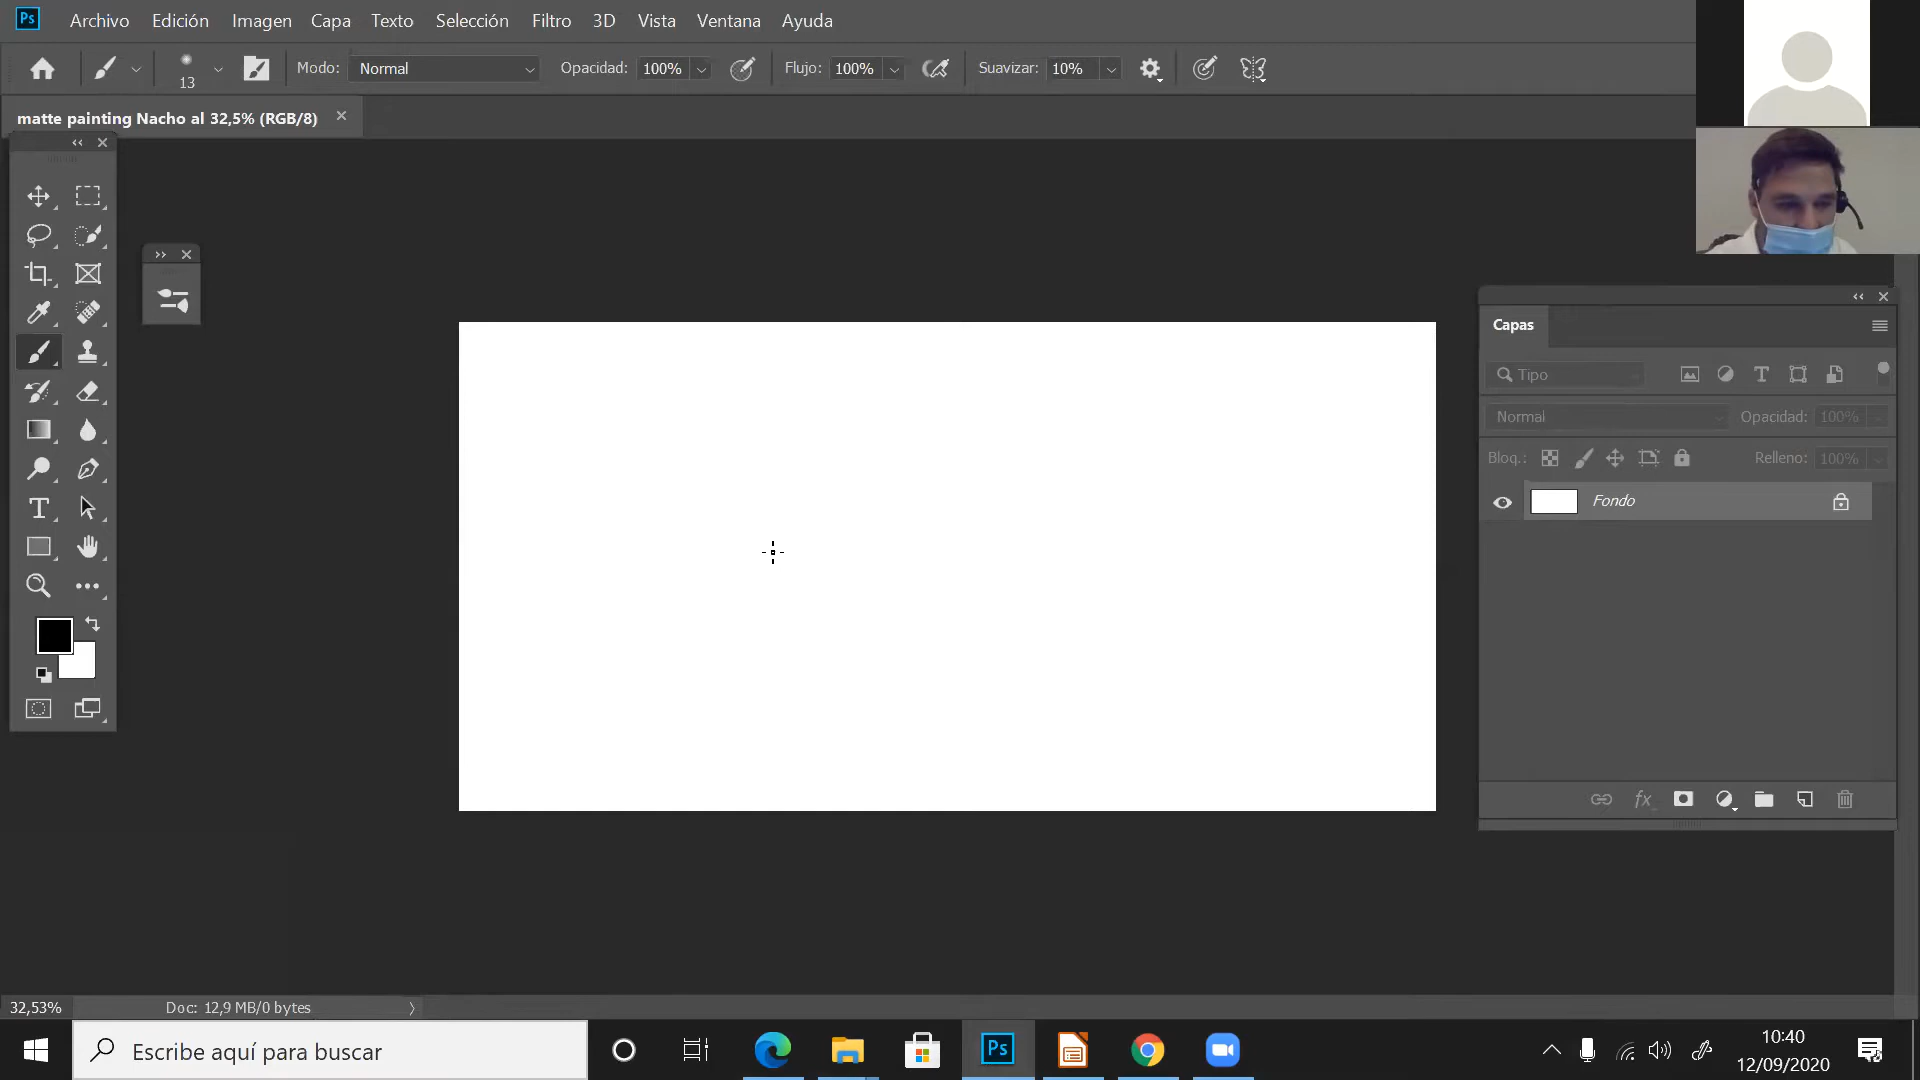 Ps Archivo Edición Imagen Capa Texto Selección Filtro 3D Vista Ventana Ayuda
13 Modo: Normal Opacidad: 100% Flujo: 100% Suavizar: 10%
matte painting Nacho al 32,5% (RGB/8)
Capas
Tipo
Normal Opacidad: 100%
Bloq.: Relleno: 100%
Fondo
fx
32,53% Doc: 12,9 MB/0 bytes
Escribe aquí para buscar
Ps
10:40
12/09/2020